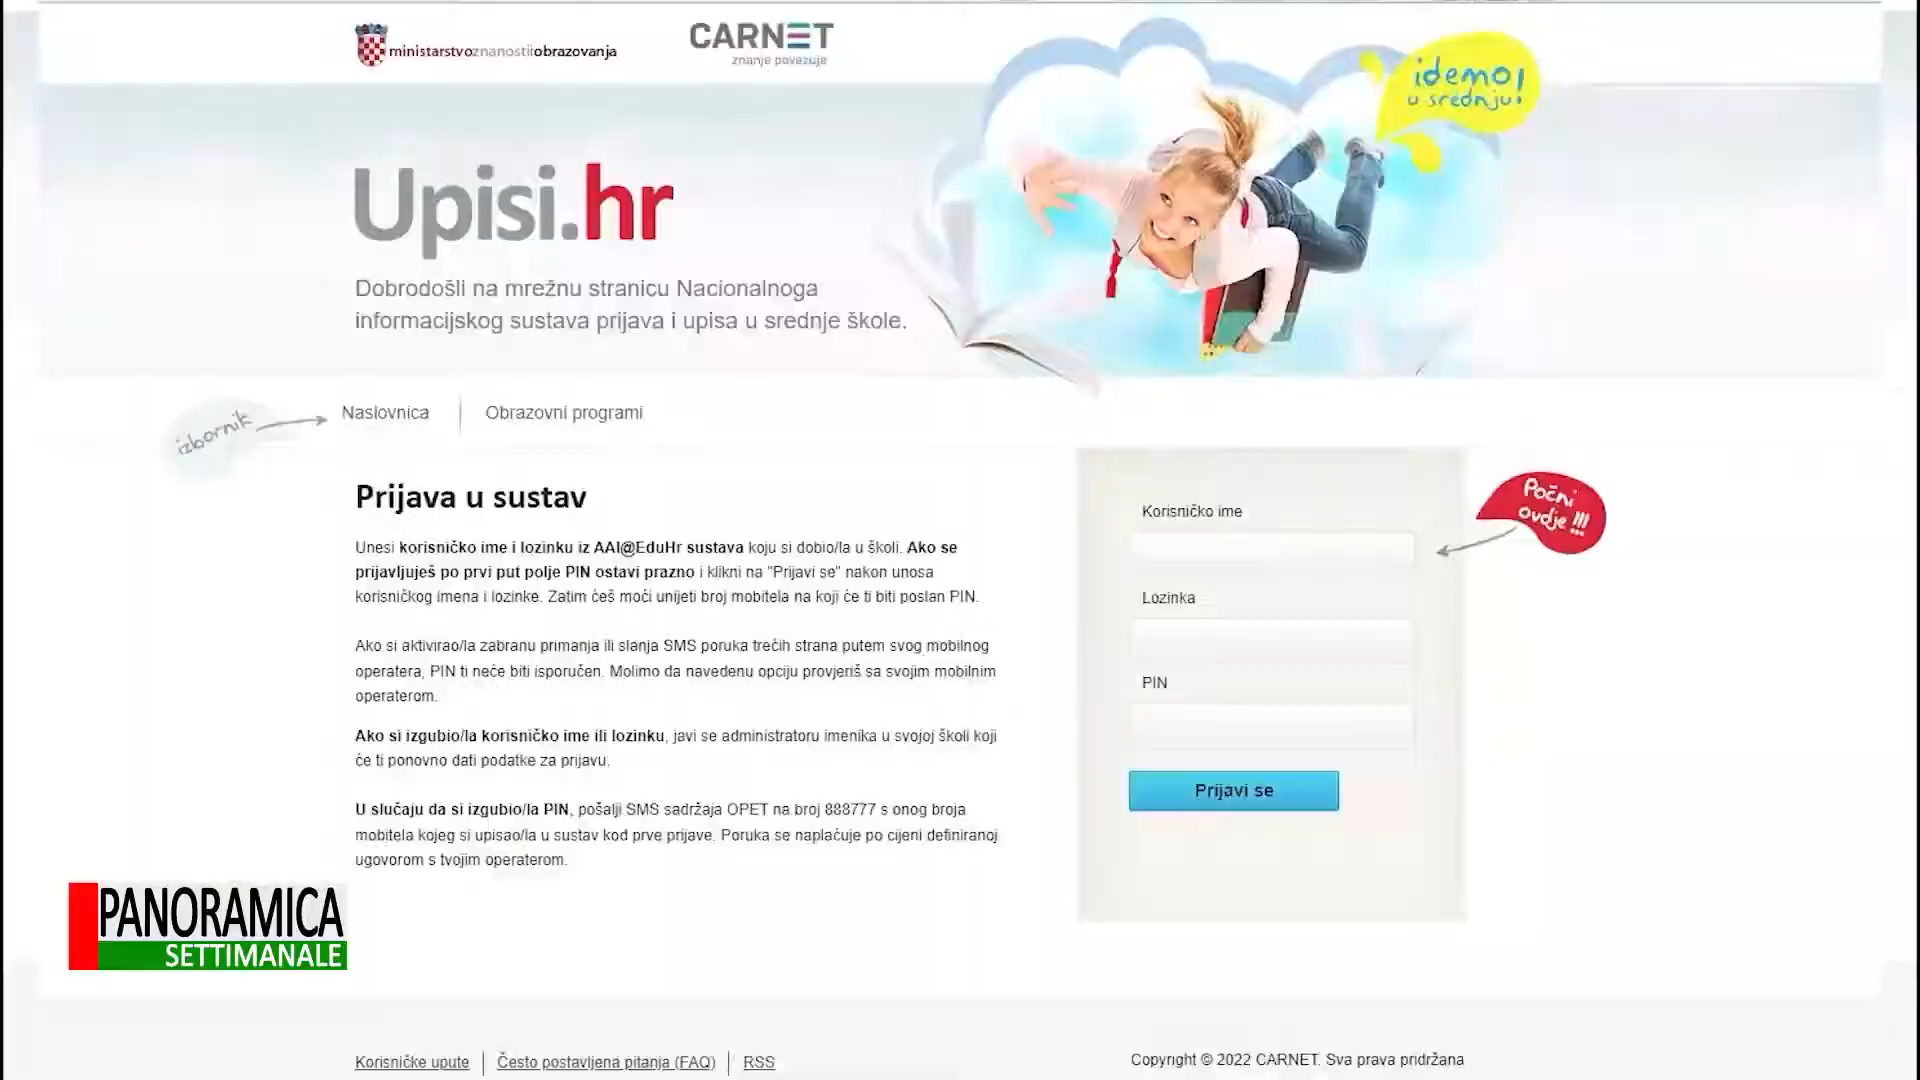 ministarstvoznanostiiobrazovanja
CARNET
znanje povezuje
idemo
u srednju!
Upisi.hr
Dobrodošli na mrežnu stranicu Nacionalnoga
informacijskog sustava prijava i upisa u srednje škole.
izbornik
Naslovnica
Obrazovni programi
Prijava u sustav
Unesi korisničko ime i lozinku iz AAI@EduHr sustava koju si dobio/la u školi. Ako se
prijavljuješ po prvi put polje PIN ostavi prazno i klikni na "Prijavi se" nakon unosa
korisničkog imena i lozinke. Zatim ćeš moći unijeti broj mobitela na koji će ti biti poslan PIN.
Ako si aktivirao/la zabranu primanja ili slanja SMS poruka trećih strana putem svog mobilnog
operatera, PIN ti neće biti isporučen. Molimo da navedenu opciju provjeriš sa svojim mobilnim
operaterom.
Ako si izgubio/la korisničko ime ili lozinku, javi se administratoru imenika u svojoj školi koji
će ti ponovno dati podatke za prijavu.
U slučaju da si izgubio/la PIN, pošalji SMS sadržaja OPET na broj 888777 s onog broja
mobitela kojeg si upisao/la u sustav kod prve prijave. Poruka se naplaćuje po cijeni definiranoj
ugovorom s tvojim operaterom.
Korisničko ime
Počni
ovdje !!!
Lozinka
PIN
Prijavi se
PANORAMICA
SETTIMANALE
Korisničke upute
Često postavljena pitanja (FAQ)
RSS
Copyright © 2022 CARNET. Sva prava pridržana